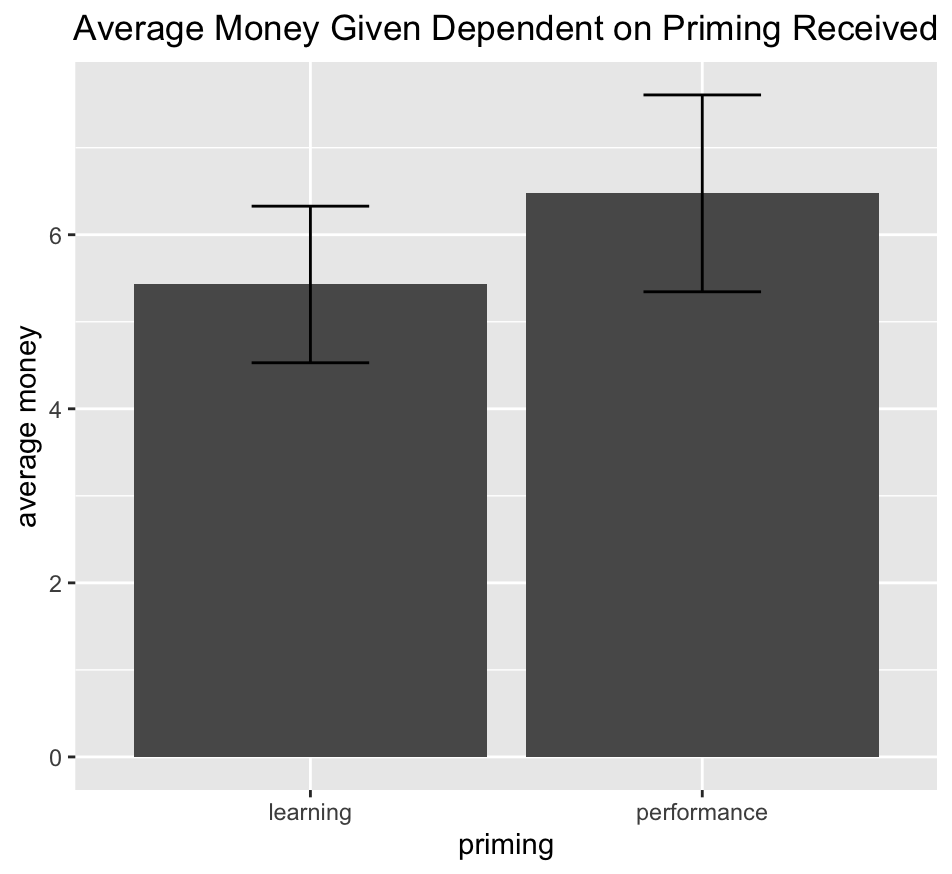 Average Money Given Dependent on Priming Received
6
4
2
0
average money
learning performance
priming